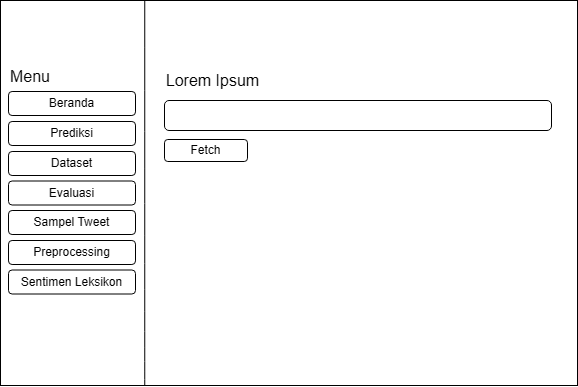 Menu
Beranda
Prediksi
Dataset
Evaluasi
Sampel Tweet
Preprocessing
Sentimen Leksikon
Lorem Ipsum
Fetch